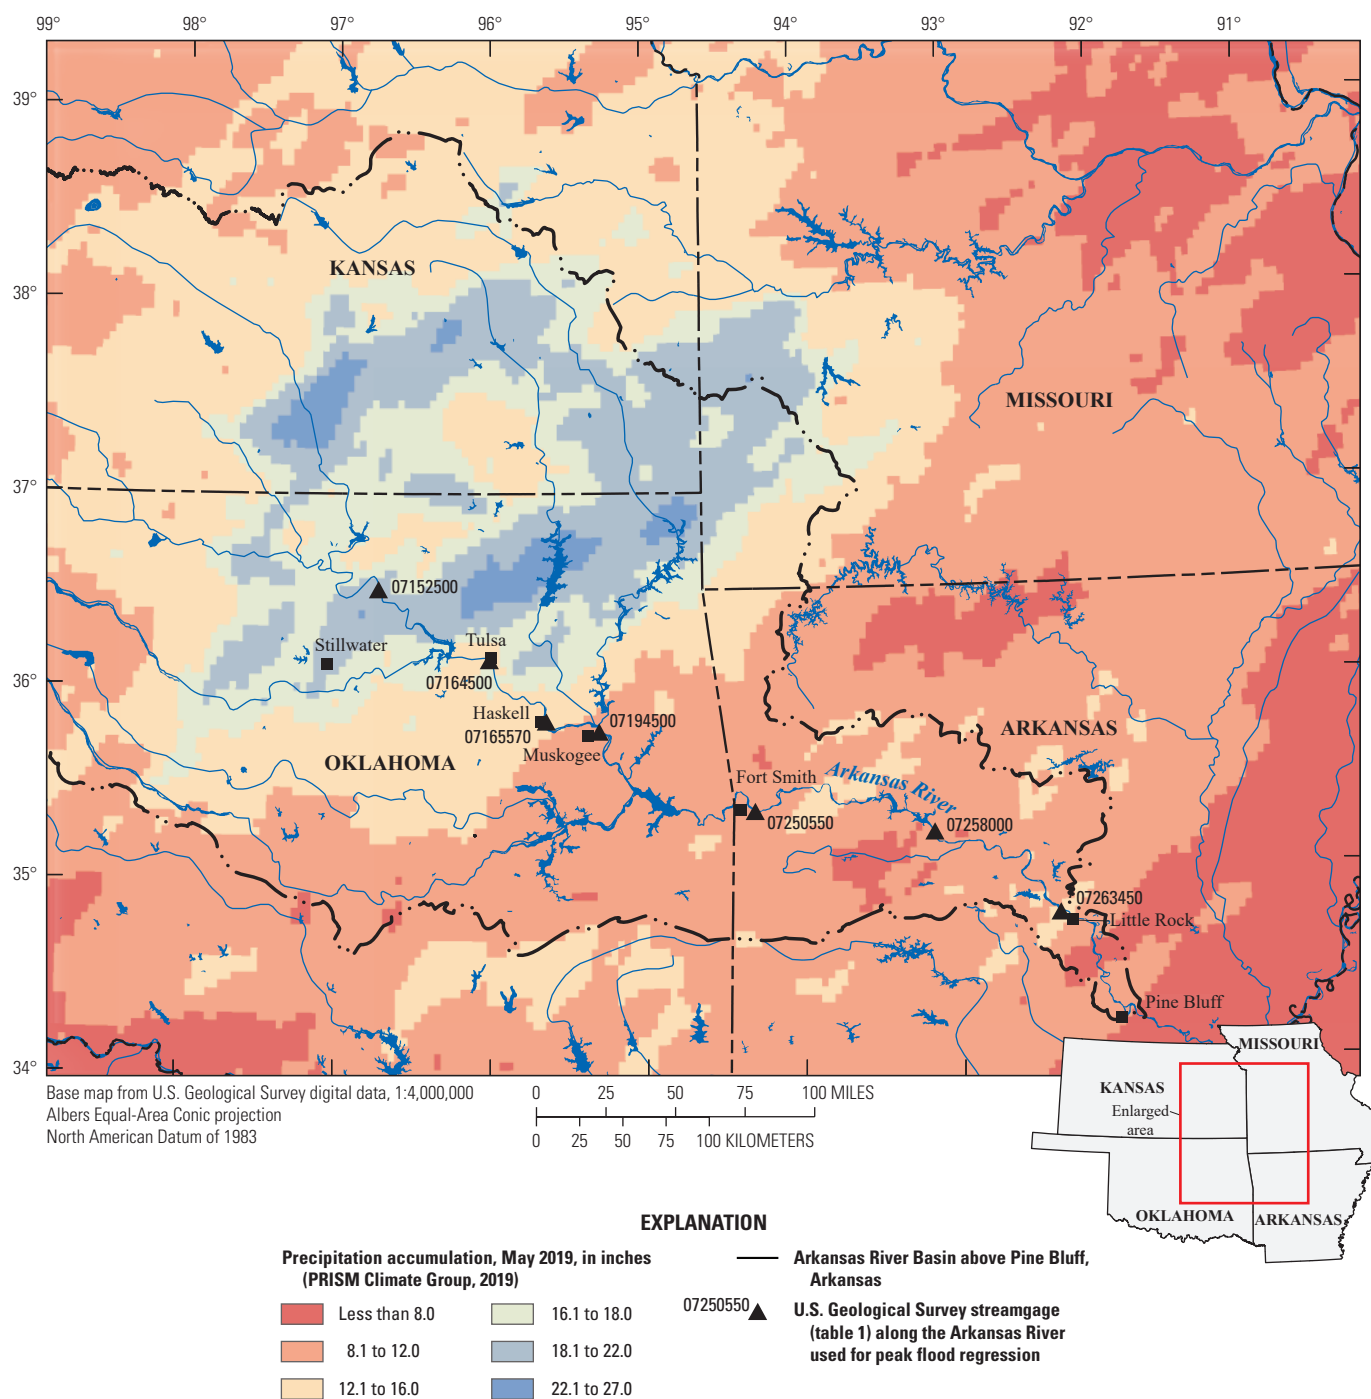 99°
98°
97°
96°
95°
94°
93°
92°
91°
39°
38°
37°
36°
35°
34°
KANSAS
MISSOURI
07152500
Stillwater
Tulsa
07164500
Haskell
07165570
07194500
Muskogee
OKLAHOMA
ARKANSAS
Fort Smith
Arkansas River
07250550
07258000
07263450
Little Rock
Pine Bluff
Base map from U.S. Geological Survey digital data, 1:4,000,000
Albers Equal-Area Conic projection
North American Datum of 1983
0 25 50 75 100 MILES
0 25 50 75 100 KILOMETERS
MISSOURI
KANSAS
Enlarged
area
OKLAHOMA
ARKANSAS
EXPLANATION
Precipitation accumulation, May 2019, in inches
(PRISM Climate Group, 2019)
Less than 8.0
8.1 to 12.0
12.1 to 16.0
16.1 to 18.0
18.1 to 22.0
22.1 to 27.0
Arkansas River Basin above Pine Bluff,
Arkansas
07250550
U.S. Geological Survey streamgage
(table 1) along the Arkansas River
used for peak flood regression